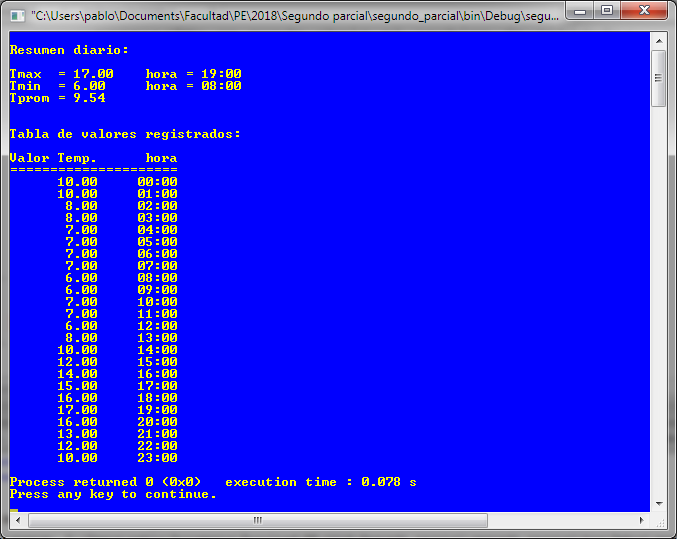 "C:\Users\pablo\Documents\Facultad\PE\2018\Segundo parcial\segundo_parcial\bin\Debug\segu...
Resumen diario:
Tmax  = 17.00    hora = 19:00
Tmin  = 6.00     hora = 08:00
Tprom = 9.54
Tabla de valores registrados:
Valor Temp.      hora
=====================
      10.00     00:00
      10.00     01:00
       8.00     02:00
       8.00     03:00
       7.00     04:00
       7.00     05:00
       7.00     06:00
       7.00     07:00
       6.00     08:00
       6.00     09:00
       7.00     10:00
       7.00     11:00
       6.00     12:00
       8.00     13:00
      10.00     14:00
      12.00     15:00
      14.00     16:00
      15.00     17:00
      16.00     18:00
      17.00     19:00
      16.00     20:00
      13.00     21:00
      12.00     22:00
      10.00     23:00
Process returned 0 (0x0)   execution time : 0.078 s
Press any key to continue.